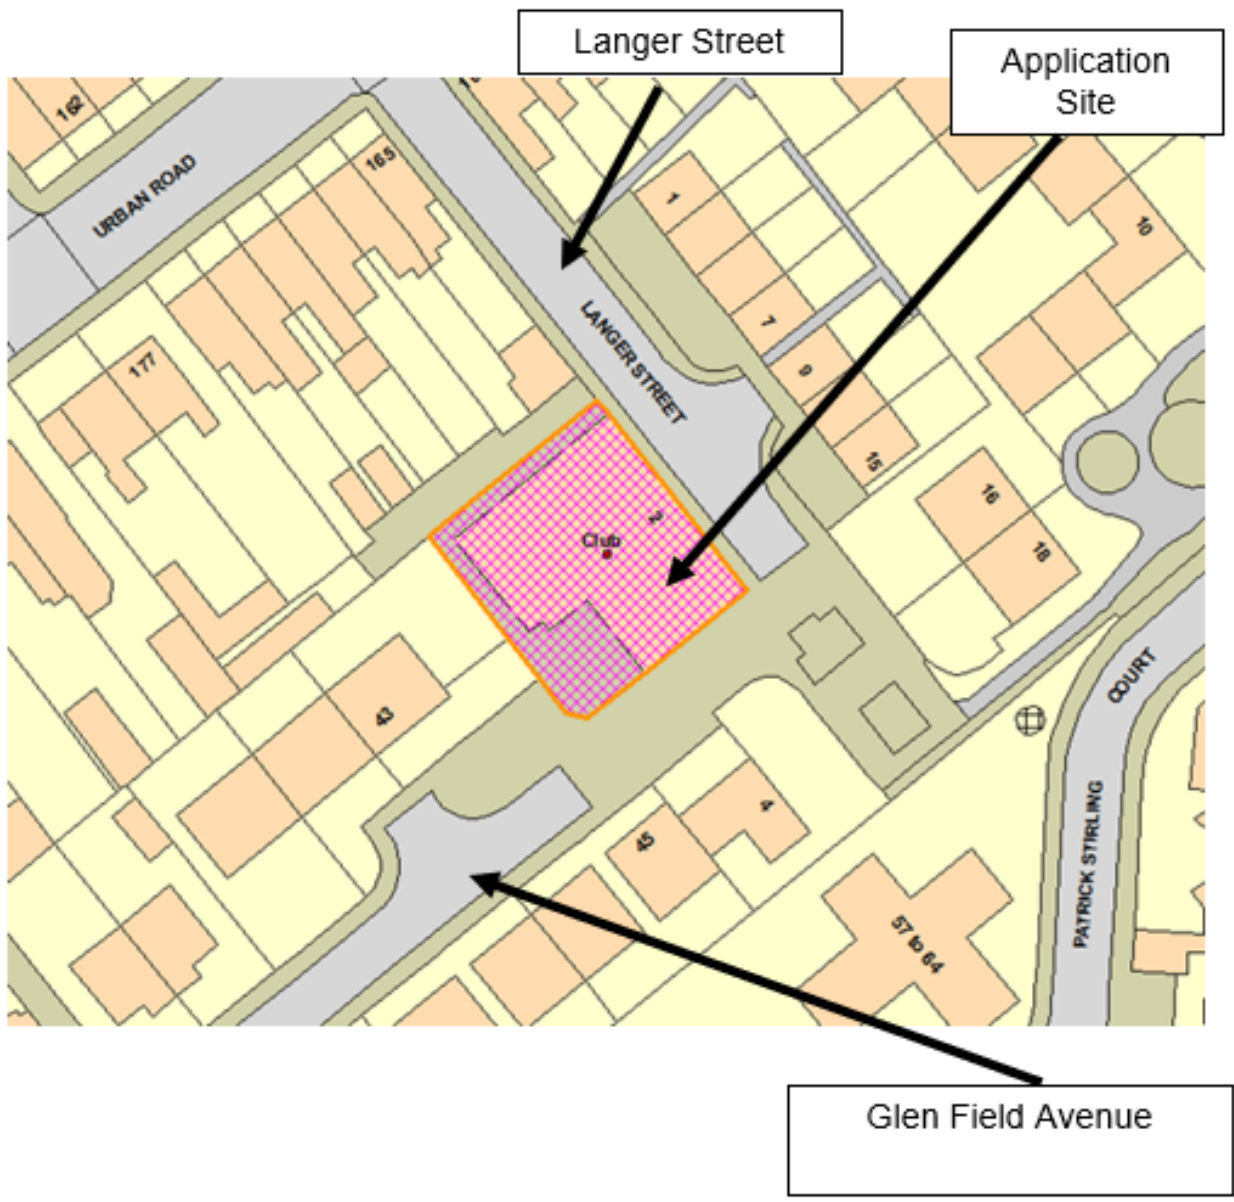 Langer Street
Application
Site
162
URBAN ROAD
165
1
10
177
LANGER STREET
7
9
15
2
Club
16
18
43
COURT
PATRICK STIRLING
45
4
57 to 64
Glen Field Avenue